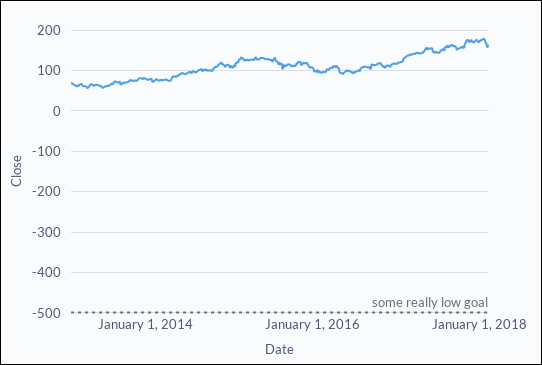 200
100
0
-100
-200
-300
-400
-500
Close
some really low goal
January 1, 2014
January 1, 2016
January 1, 2018
Date